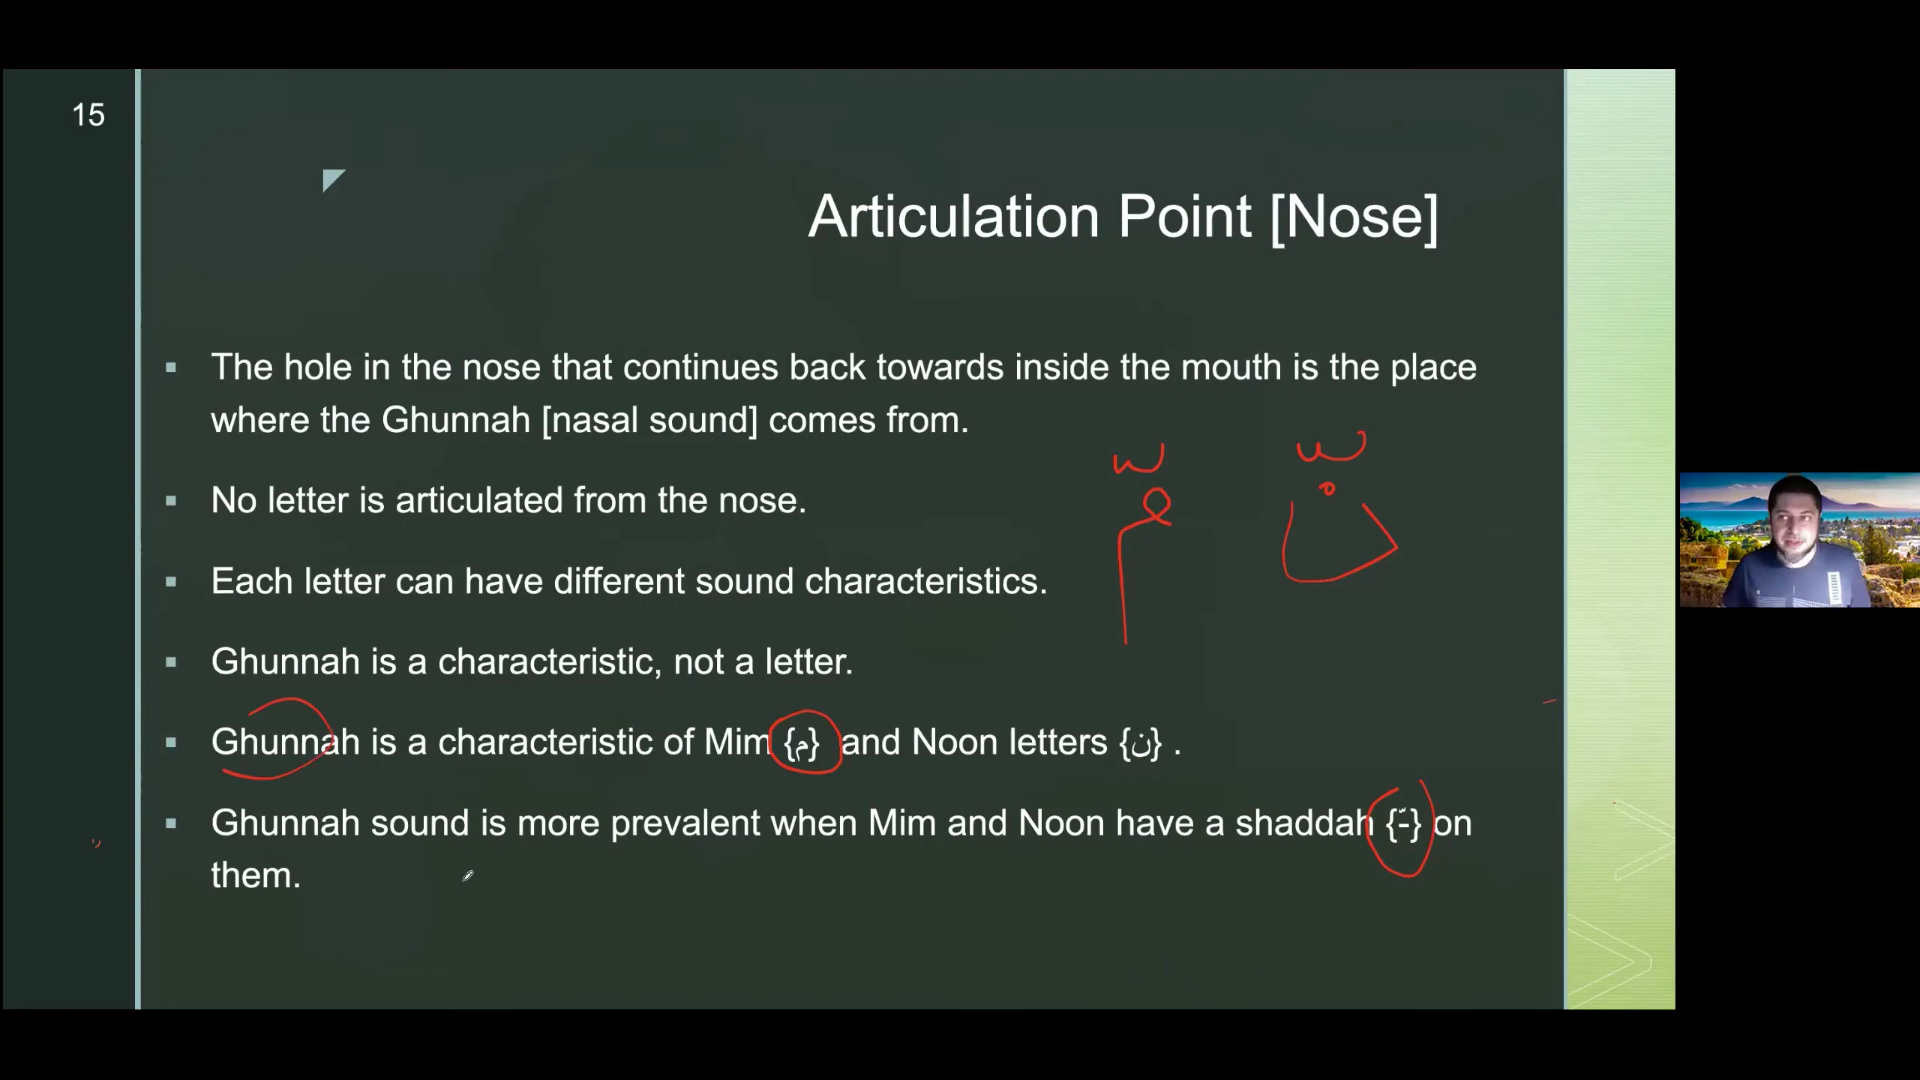 15
Articulation Point [Nose]
The hole in the nose that continues back towards inside the mouth is the place
where the Ghunnah [nasal sound] comes from.
No letter is articulated from the nose.
Each letter can have different sound characteristics.
Ghunnah is a characteristic, not a letter.
Ghunnah is a characteristic of Mim {م} and Noon letters {ن} .
Ghunnah sound is more prevalent when Mim and Noon have a shaddah {-ّ} on
them.
مّ نّ